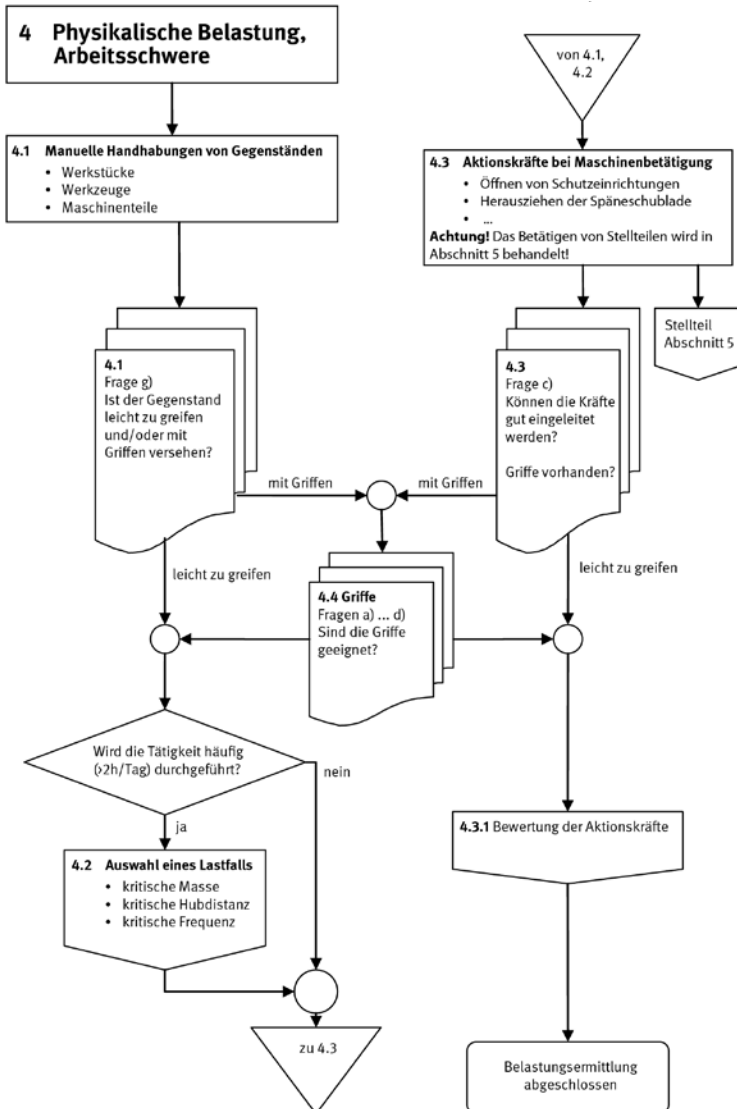 4 Physikalische Belastung,
Arbeitsschwere
4.1 Manuelle Handhabungen von Gegenständen
• Werkstücke
• Werkzeuge
• Maschinenteile
4.1
Frage g)
Ist der Gegenstand
leicht zu greifen
und/oder mit
Griffen versehen?
mit Griffen
leicht zu greifen
4.4 Griffe
Fragen a) ... d)
Sind die Griffe
geeignet?
Wird die Tätigkeit häufig
(>2h/Tag) durchgeführt?
nein
ja
4.2 Auswahl eines Lastfalls
• kritische Masse
• kritische Hubdistanz
• kritische Frequenz
zu 4.3
von 4.1,
4.2
4.3 Aktionskräfte bei Maschinenbetätigung
• Öffnen von Schutzeinrichtungen
• Herausziehen der Späneschublade
• ...
Achtung! Das Betätigen von Stellteilen wird in
Abschnitt 5 behandelt!
Stellteil
Abschnitt 5
4.3
Frage c)
Können die Kräfte
gut eingeleitet
werden?
Griffe vorhanden?
mit Griffen
leicht zu greifen
4.3.1 Bewertung der Aktionskräfte
Belastungsermittlung
abgeschlossen